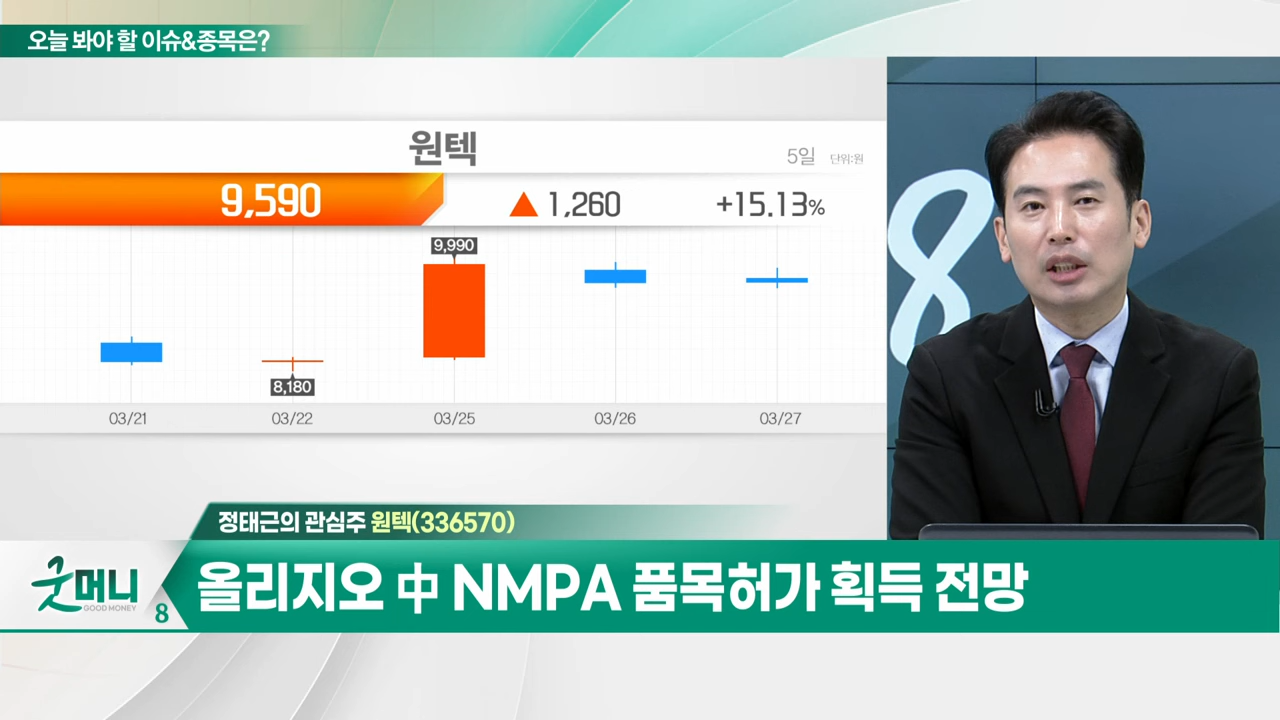 오늘 봐야 할 이슈&종목은?
원텍
5일 단위:원
9,590 ▲ 1,260 +15.13%
9,990
8,180
03/21 03/22 03/25 03/26 03/27
8
정태근의 관심주 원텍(336570)
굿머니 GOOD MONEY 8
올리지오 中 NMPA 품목허가 획득 전망